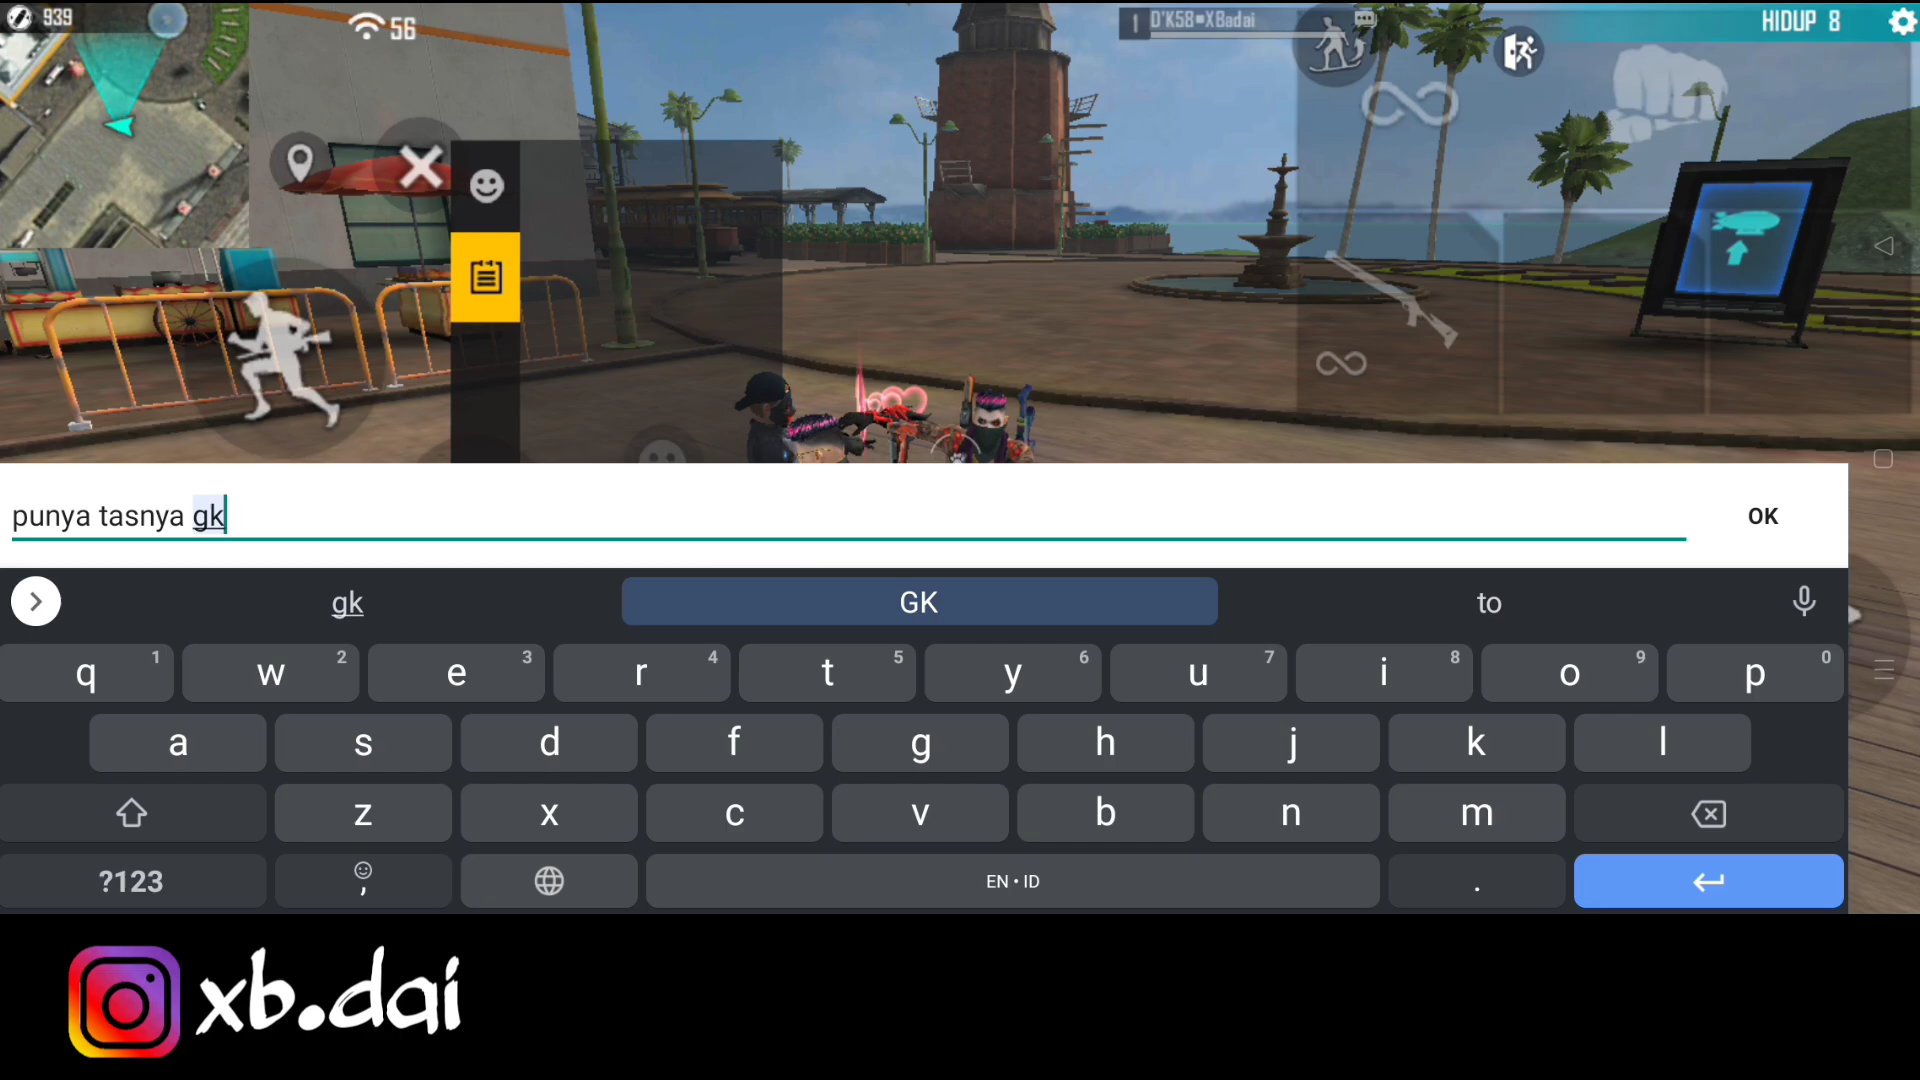 939
56
1 D'K58■XBadai
HIDUP 8
punya tasnya gk
OK
gk GK to
q 1 w 2 e 3 r 4 t 5 y 6 u 7 i 8 o 9 p 0
a s d f g h j k l
z x c v b n m
?123 , EN • ID .
xb.dai